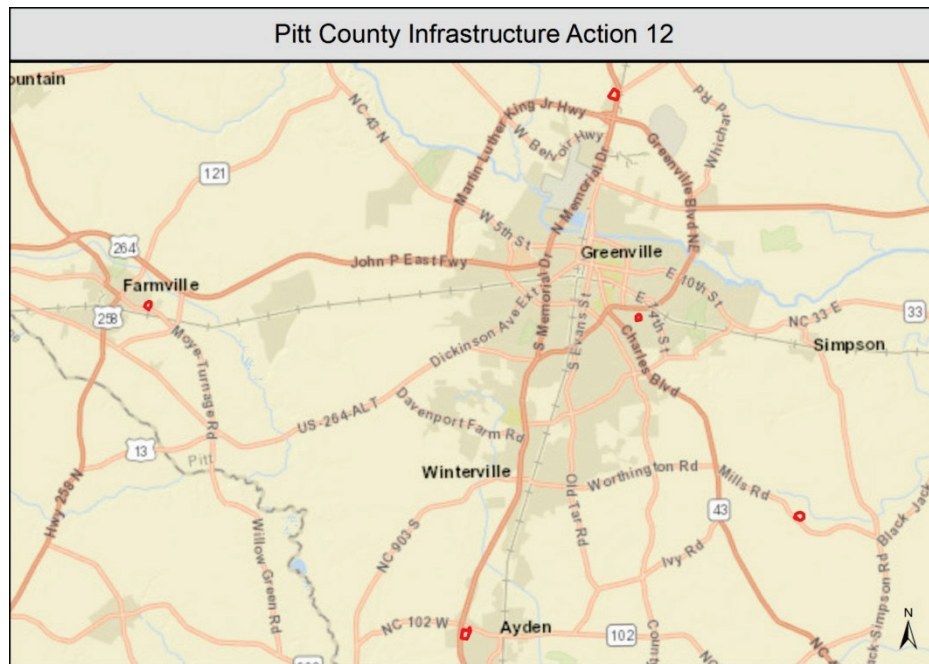 Pitt County Infrastructure Action 12
ountain
NC 43 N
Martin Luther King Jr Hwy
W Belvoir Hwy
Whichard Rd
Greenville Blvd NE
121
N Memorial Dr
W 5th St
264
Greenville
John P East Fwy
E 10th St
Farmville
258
Dickinson Ave Ext
S Memorial Dr
S Evans St
E 14th St
NC 33 E
33
Simpson
Moye Turnage Rd
Charles Blvd
US-264-ALT
Davenport Farm Rd
13
Pitt
Winterville
Worthington Rd
Mills Rd
Hwy 258 N
Old Tar Rd
43
Black Jack
NC 903 S
Willow Green Rd
Ivy Rd
Simpson Rd
NC 102 W
Ayden
102
County
N